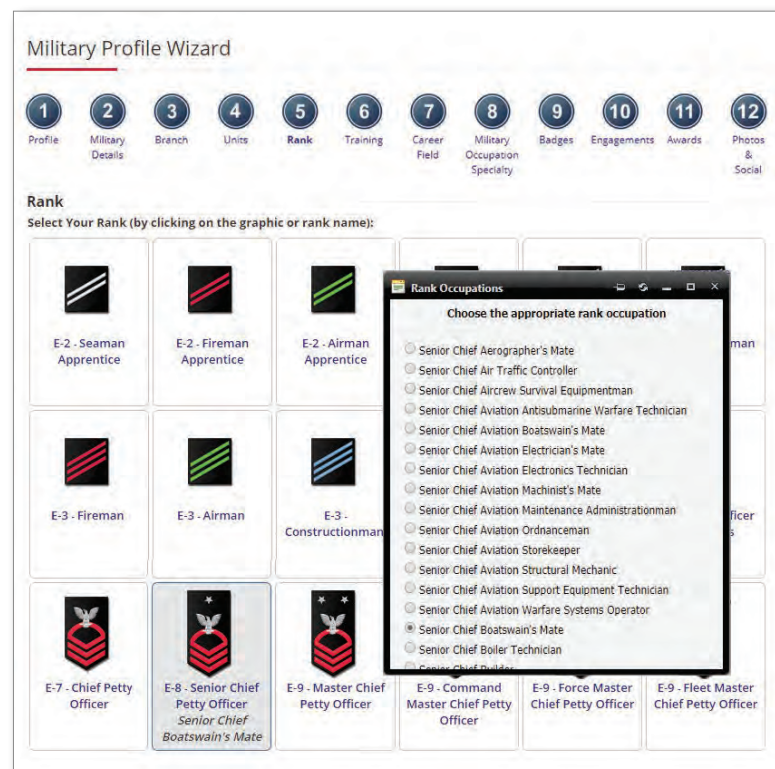 Military Profile Wizard
1 2 3 4 5 6 7 8 9 10 11 12
Profile
Military
Details
Branch
Units
Rank
Training
Career
Field
Military
Occupation
Specialty
Badges
Engagements
Awards
Photos
&
Social
Rank
Select Your Rank (by clicking on the graphic or rank name):
E-2 - Seaman
Apprentice
E-2 - Fireman
Apprentice
E-2 - Airman
Apprentice
man
E-3 - Fireman
E-3 - Airman
E-3 -
Constructionman
ficer
s
Rank Occupations
Choose the appropriate rank occupation
Senior Chief Aerographer's Mate
Senior Chief Air Traffic Controller
Senior Chief Aircrew Survival Equipmentman
Senior Chief Aviation Antisubmarine Warfare Technician
Senior Chief Aviation Boatswain's Mate
Senior Chief Aviation Electrician's Mate
Senior Chief Aviation Electronics Technician
Senior Chief Aviation Machinist's Mate
Senior Chief Aviation Maintenance Administrationman
Senior Chief Aviation Ordnanceman
Senior Chief Aviation Storekeeper
Senior Chief Aviation Structural Mechanic
Senior Chief Aviation Support Equipment Technician
Senior Chief Aviation Warfare Systems Operator
Senior Chief Boatswain's Mate
Senior Chief Boiler Technician
Senior Chief Builder
E-7 - Chief Petty
Officer
E-8 - Senior Chief
Petty Officer
Senior Chief
Boatswain's Mate
E-9 - Master Chief
Petty Officer
E-9 - Command
Master Chief Petty
Officer
E-9 - Force Master
Chief Petty Officer
E-9 - Fleet Master
Chief Petty Officer